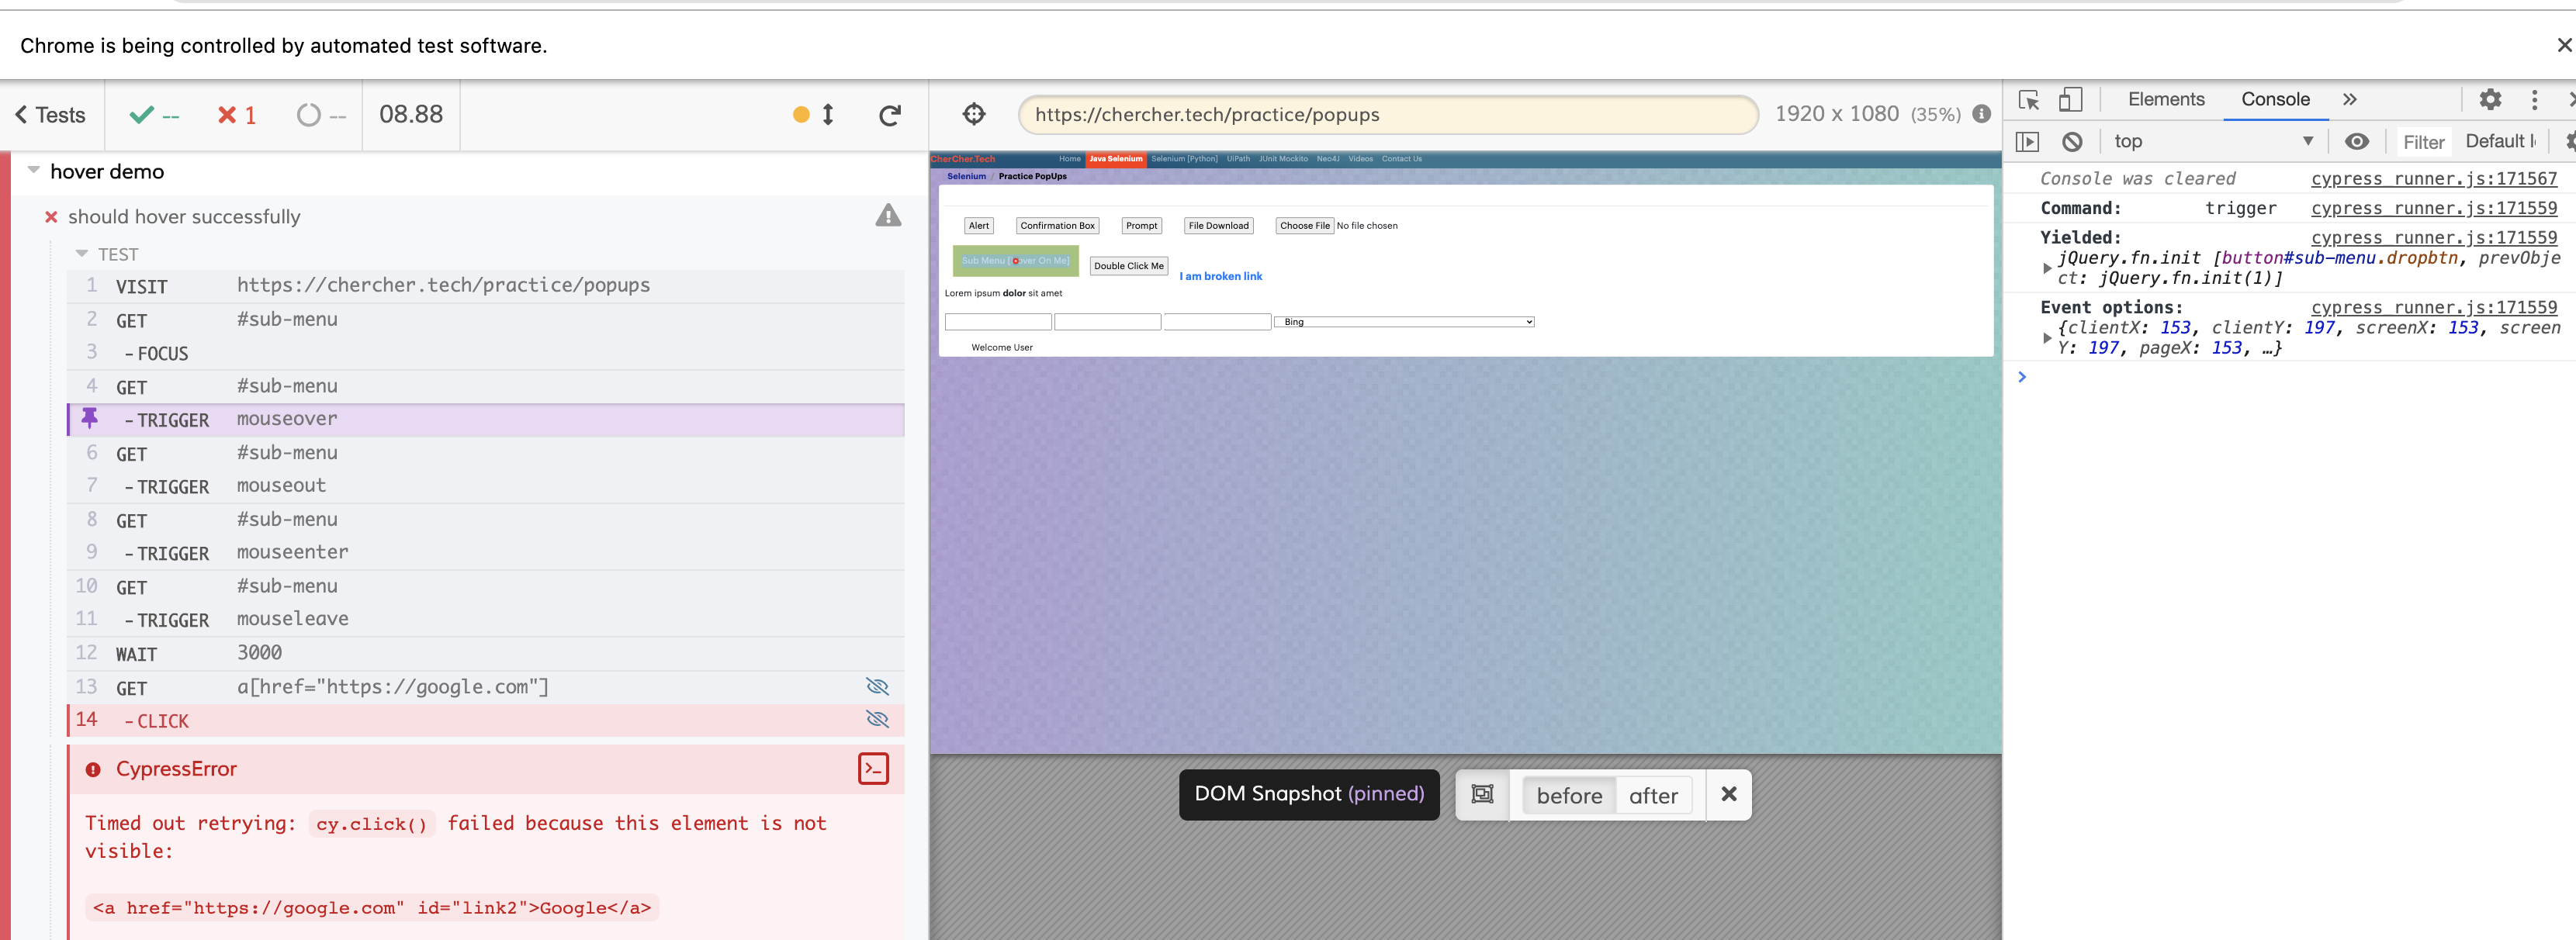 Chrome is being controlled by automated test software.
Tests
--
1
--
08.88
https://chercher.tech/practice/popups
1920 x 1080 (35%)
hover demo
should hover successfully
TEST
1 VISIT https://chercher.tech/practice/popups
2 GET #sub-menu
3 -FOCUS
4 GET #sub-menu
-TRIGGER mouseover
6 GET #sub-menu
7 -TRIGGER mouseout
8 GET #sub-menu
9 -TRIGGER mouseenter
10 GET #sub-menu
11 -TRIGGER mouseleave
12 WAIT 3000
13 GET a[href="https://google.com"]
14 -CLICK
CypressError
Timed out retrying: cy.click() failed because this element is not
visible:
<a href="https://google.com" id="link2">Google</a>
CherCher.Tech Home Java Selenium Selenium [Python] UiPath JUnit Mockito Neo4J Videos Contact Us
Selenium / Practice PopUps
Alert Confirmation Box Prompt File Download Choose File No file chosen
Sub Menu [ ver On Me] Double Click Me I am broken link
Lorem ipsum dolor sit amet
Bing
Welcome User
DOM Snapshot (pinned) before after
Elements Console
top Filter Default l
Console was cleared cypress_runner.js:171567
Command: trigger cypress_runner.js:171559
Yielded: cypress_runner.js:171559
jQuery.fn.init [button#sub-menu.dropbtn, prevObje
ct: jQuery.fn.init(1)]
Event options: cypress_runner.js:171559
{clientX: 153, clientY: 197, screenX: 153, screen
Y: 197, pageX: 153, …}